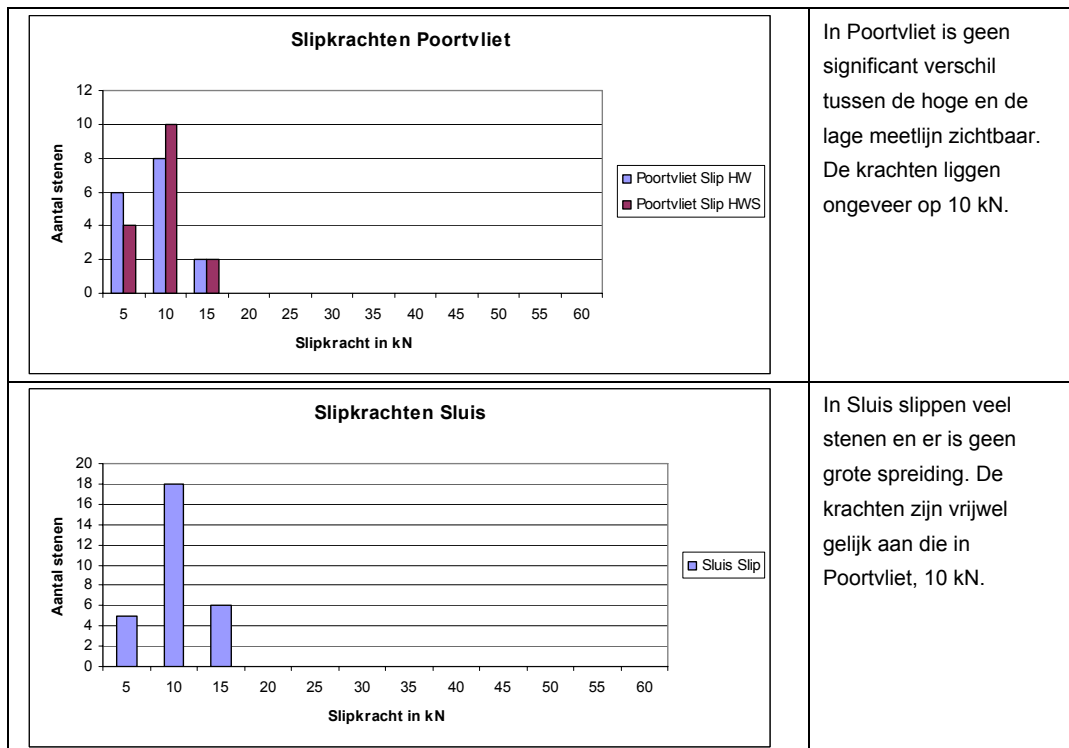 Slipkrachten Poortvliet
12
10
8
6
4
2
0
Aantal stenen
5 10 15 20 25 30 35 40 45 50 55 60
Slipkracht in kN
Poortvliet Slip HW
Poortvliet Slip HWS
In Poortvliet is geen
significant verschil
tussen de hoge en de
lage meetlijn zichtbaar.
De krachten liggen
ongeveer op 10 kN.
Slipkrachten Sluis
20
18
16
14
12
10
8
6
4
2
0
Aantal stenen
5 10 15 20 25 30 35 40 45 50 55 60
Slipkracht in kN
Sluis Slip
In Sluis slippen veel
stenen en er is geen
grote spreiding. De
krachten zijn vrijwel
gelijk aan die in
Poortvliet, 10 kN.